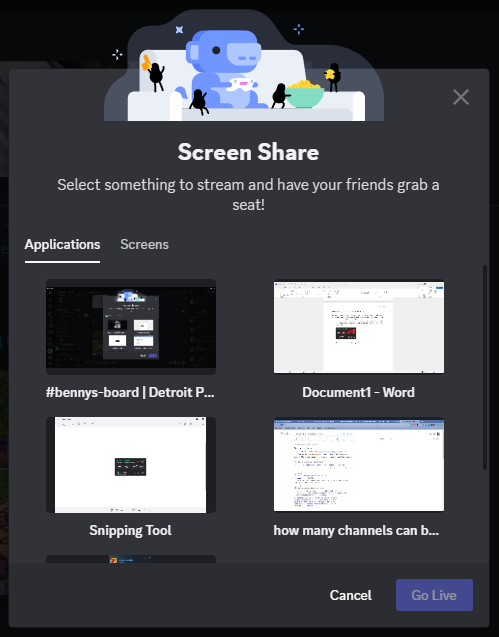 Screen Share
Select something to stream and have your friends grab a
seat!
Applications Screens
#bennys-board | Detroit P...
Document1 - Word
Snipping Tool
how many channels can b...
Cancel
Go Live